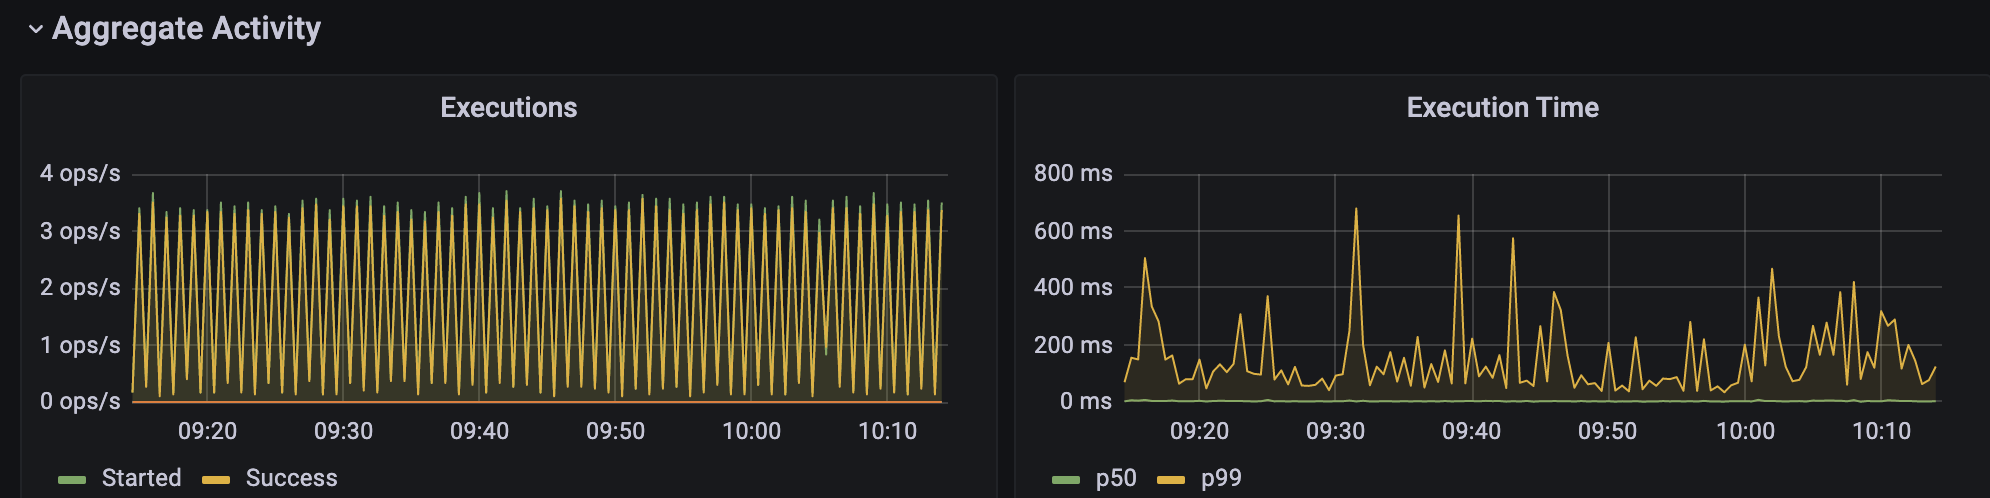 Aggregate Activity
Executions
4 ops/s
3 ops/s
2 ops/s
1 ops/s
0 ops/s
09:20 09:30 09:40 09:50 10:00 10:10
Started Success
Execution Time
800 ms
600 ms
400 ms
200 ms
0 ms
09:20 09:30 09:40 09:50 10:00 10:10
p50 p99